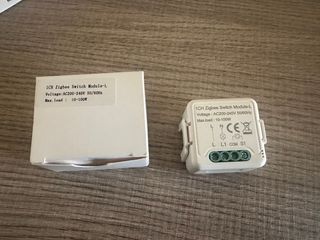 1CH Zigbee Switch Module-L
Voltage:AC200-240V 50/60Hz
Max.load : 10-100W
1CH Zigbee Switch Module-L
Voltage : AC200-240V 50/60Hz
Max.load : 10-100W
CE
L L1 COM S1